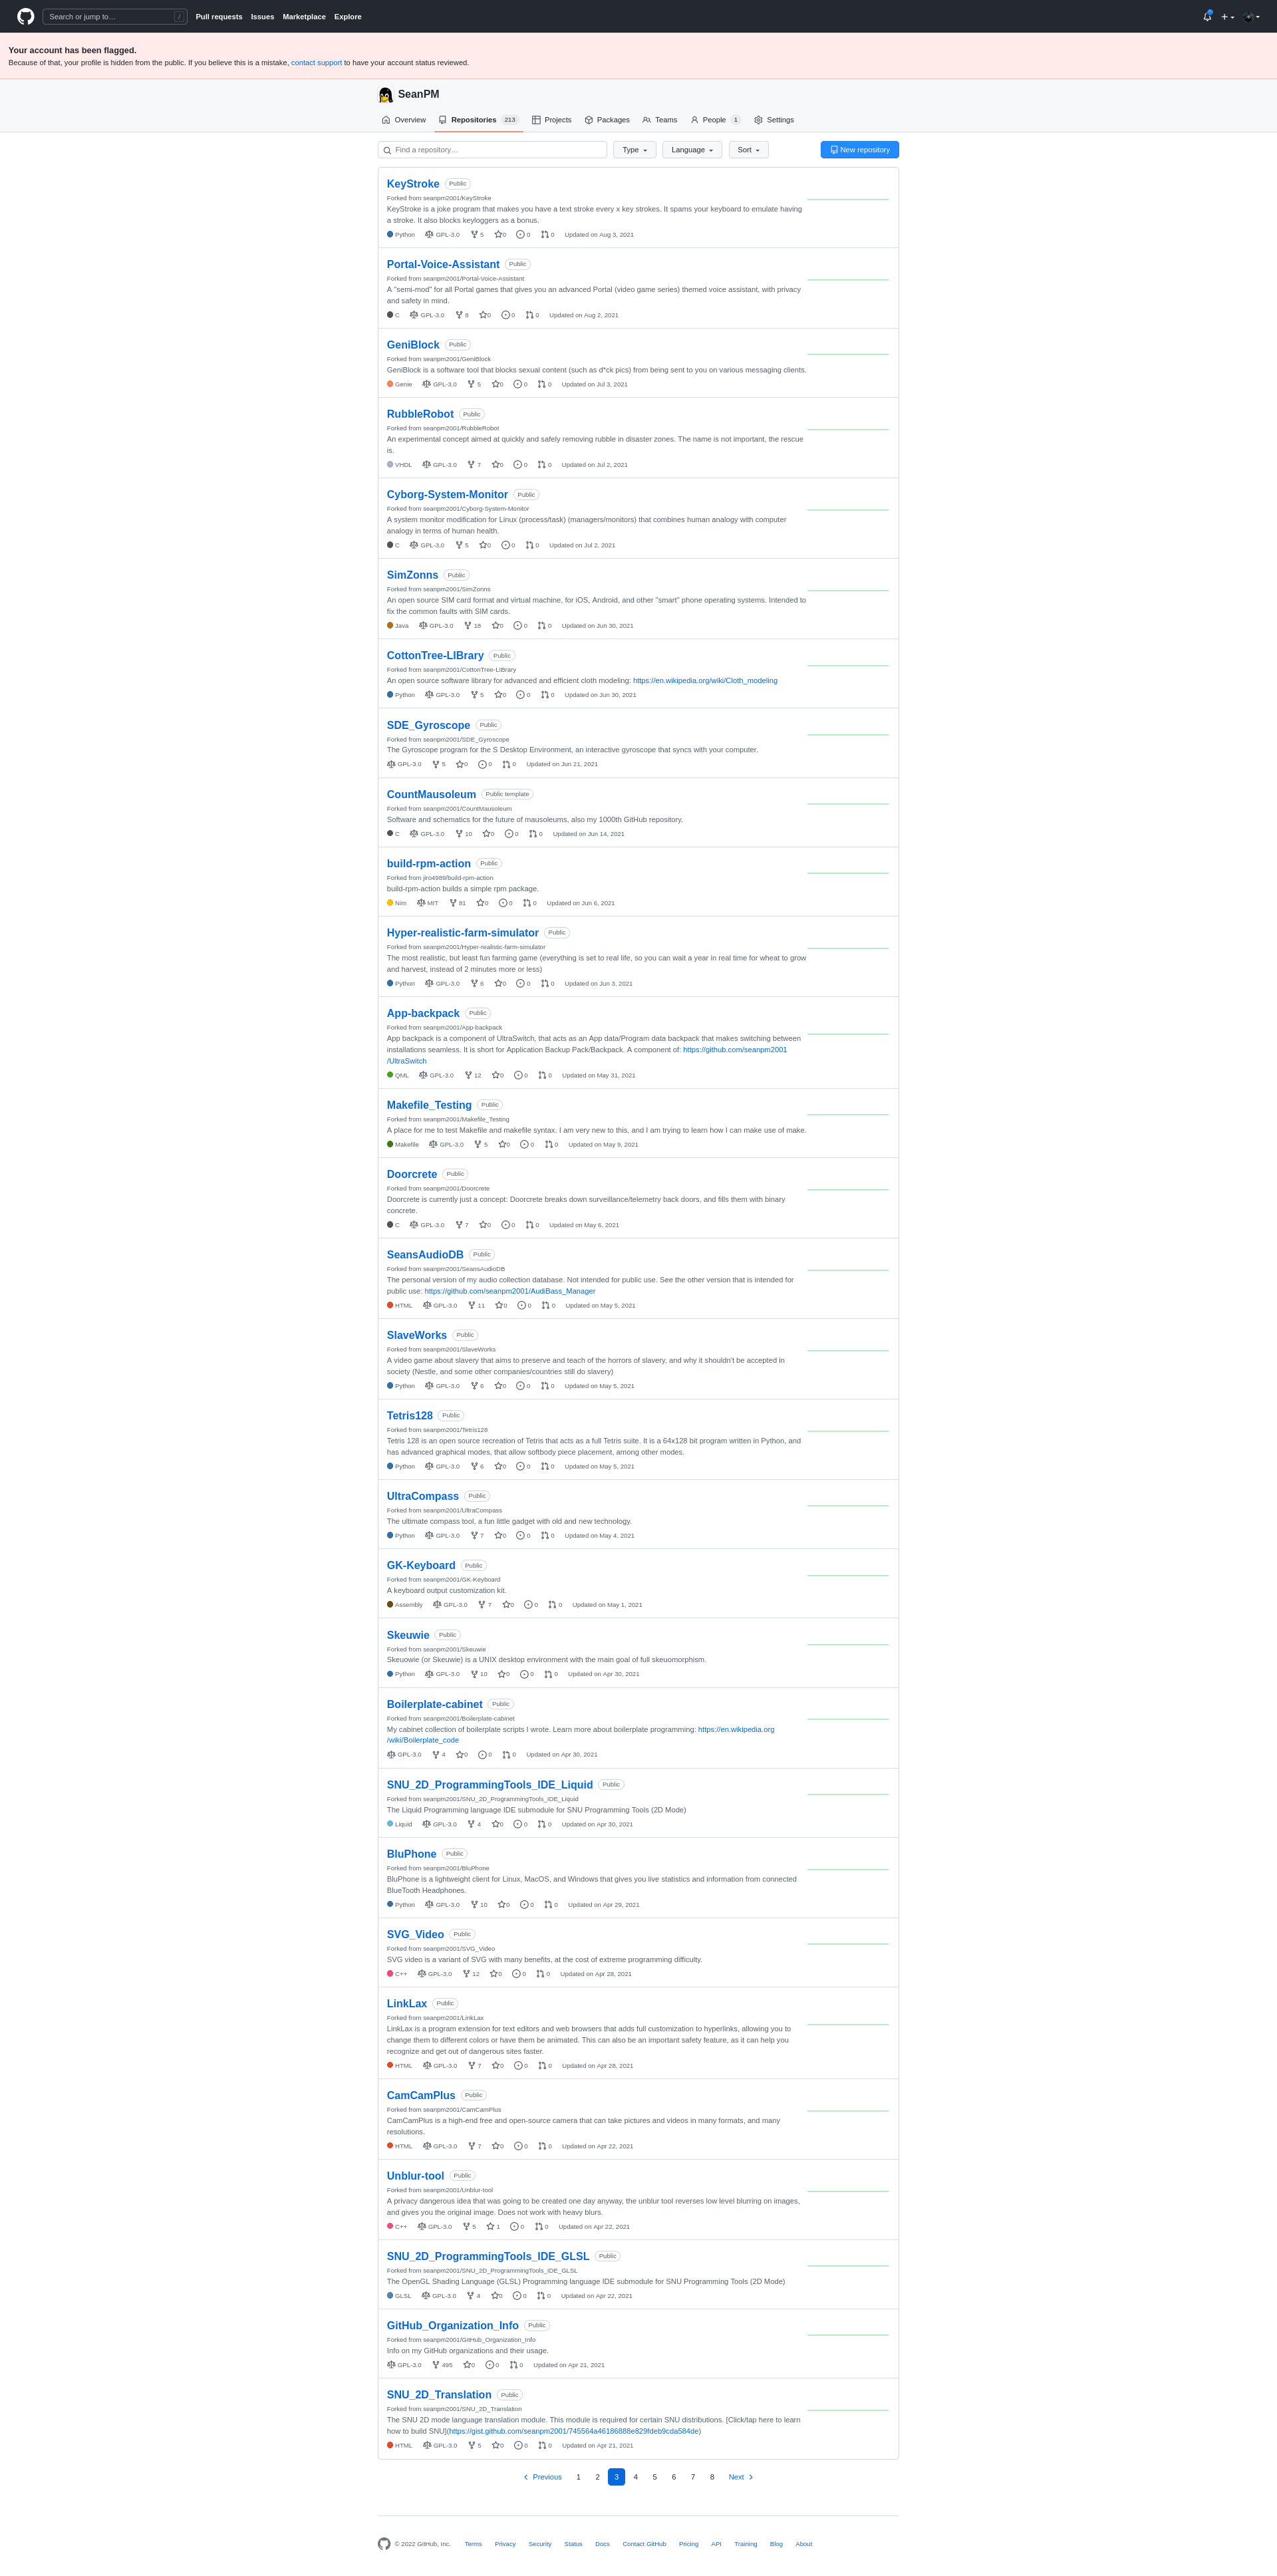 Search or jump to… /
Pull requests Issues Marketplace Explore
Your account has been flagged.
Because of that, your profile is hidden from the public. If you believe this is a mistake, contact support to have your account status reviewed.
SeanPM
Overview Repositories 213 Projects Packages Teams People 1 Settings
Find a repository… Type Language Sort New repository
KeyStroke Public
Forked from seanpm2001/KeyStroke
KeyStroke is a joke program that makes you have a text stroke every x key strokes. It spams your keyboard to emulate having
a stroke. It also blocks keyloggers as a bonus.
Python GPL-3.0 5 0 0 0 Updated on Aug 3, 2021
Portal-Voice-Assistant Public
Forked from seanpm2001/Portal-Voice-Assistant
A "semi-mod" for all Portal games that gives you an advanced Portal (video game series) themed voice assistant, with privacy
and safety in mind.
C GPL-3.0 8 0 0 0 Updated on Aug 2, 2021
GeniBlock Public
Forked from seanpm2001/GeniBlock
GeniBlock is a software tool that blocks sexual content (such as d*ck pics) from being sent to you on various messaging clients.
Genie GPL-3.0 5 0 0 0 Updated on Jul 3, 2021
RubbleRobot Public
Forked from seanpm2001/RubbleRobot
An experimental concept aimed at quickly and safely removing rubble in disaster zones. The name is not important, the rescue
is.
VHDL GPL-3.0 7 0 0 0 Updated on Jul 2, 2021
Cyborg-System-Monitor Public
Forked from seanpm2001/Cyborg-System-Monitor
A system monitor modification for Linux (process/task) (managers/monitors) that combines human analogy with computer
analogy in terms of human health.
C GPL-3.0 5 0 0 0 Updated on Jul 2, 2021
SimZonns Public
Forked from seanpm2001/SimZonns
An open source SIM card format and virtual machine, for iOS, Android, and other "smart" phone operating systems. Intended to
fix the common faults with SIM cards.
Java GPL-3.0 18 0 0 0 Updated on Jun 30, 2021
CottonTree-LIBrary Public
Forked from seanpm2001/CottonTree-LIBrary
An open source software library for advanced and efficient cloth modeling: https://en.wikipedia.org/wiki/Cloth_modeling
Python GPL-3.0 5 0 0 0 Updated on Jun 30, 2021
SDE_Gyroscope Public
Forked from seanpm2001/SDE_Gyroscope
The Gyroscope program for the S Desktop Environment, an interactive gyroscope that syncs with your computer.
GPL-3.0 5 0 0 0 Updated on Jun 21, 2021
CountMausoleum Public template
Forked from seanpm2001/CountMausoleum
Software and schematics for the future of mausoleums, also my 1000th GitHub repository.
C GPL-3.0 10 0 0 0 Updated on Jun 14, 2021
build-rpm-action Public
Forked from jiro4989/build-rpm-action
build-rpm-action builds a simple rpm package.
Nim MIT 81 0 0 0 Updated on Jun 6, 2021
Hyper-realistic-farm-simulator Public
Forked from seanpm2001/Hyper-realistic-farm-simulator
The most realistic, but least fun farming game (everything is set to real life, so you can wait a year in real time for wheat to grow
and harvest, instead of 2 minutes more or less)
Python GPL-3.0 6 0 0 0 Updated on Jun 3, 2021
App-backpack Public
Forked from seanpm2001/App-backpack
App backpack is a component of UltraSwitch, that acts as an App data/Program data backpack that makes switching between
installations seamless. It is short for Application Backup Pack/Backpack. A component of: https://github.com/seanpm2001
/UltraSwitch
QML GPL-3.0 12 0 0 0 Updated on May 31, 2021
Makefile_Testing Public
Forked from seanpm2001/Makefile_Testing
A place for me to test Makefile and makefile syntax. I am very new to this, and I am trying to learn how I can make use of make.
Makefile GPL-3.0 5 0 0 0 Updated on May 9, 2021
Doorcrete Public
Forked from seanpm2001/Doorcrete
Doorcrete is currently just a concept: Doorcrete breaks down surveillance/telemetry back doors, and fills them with binary
concrete.
C GPL-3.0 7 0 0 0 Updated on May 6, 2021
SeansAudioDB Public
Forked from seanpm2001/SeansAudioDB
The personal version of my audio collection database. Not intended for public use. See the other version that is intended for
public use: https://github.com/seanpm2001/AudiBass_Manager
HTML GPL-3.0 11 0 0 0 Updated on May 5, 2021
SlaveWorks Public
Forked from seanpm2001/SlaveWorks
A video game about slavery that aims to preserve and teach of the horrors of slavery, and why it shouldn't be accepted in
society (Nestle, and some other companies/countries still do slavery)
Python GPL-3.0 6 0 0 0 Updated on May 5, 2021
Tetris128 Public
Forked from seanpm2001/Tetris128
Tetris 128 is an open source recreation of Tetris that acts as a full Tetris suite. It is a 64x128 bit program written in Python, and
has advanced graphical modes, that allow softbody piece placement, among other modes.
Python GPL-3.0 6 0 0 0 Updated on May 5, 2021
UltraCompass Public
Forked from seanpm2001/UltraCompass
The ultimate compass tool, a fun little gadget with old and new technology.
Python GPL-3.0 7 0 0 0 Updated on May 4, 2021
GK-Keyboard Public
Forked from seanpm2001/GK-Keyboard
A keyboard output customization kit.
Assembly GPL-3.0 7 0 0 0 Updated on May 1, 2021
Skeuwie Public
Forked from seanpm2001/Skeuwie
Skeuowie (or Skeuwie) is a UNIX desktop environment with the main goal of full skeuomorphism.
Python GPL-3.0 10 0 0 0 Updated on Apr 30, 2021
Boilerplate-cabinet Public
Forked from seanpm2001/Boilerplate-cabinet
My cabinet collection of boilerplate scripts I wrote. Learn more about boilerplate programming: https://en.wikipedia.org
/wiki/Boilerplate_code
GPL-3.0 4 0 0 0 Updated on Apr 30, 2021
SNU_2D_ProgrammingTools_IDE_Liquid Public
Forked from seanpm2001/SNU_2D_ProgrammingTools_IDE_Liquid
The Liquid Programming language IDE submodule for SNU Programming Tools (2D Mode)
Liquid GPL-3.0 4 0 0 0 Updated on Apr 30, 2021
BluPhone Public
Forked from seanpm2001/BluPhone
BluPhone is a lightweight client for Linux, MacOS, and Windows that gives you live statistics and information from connected
BlueTooth Headphones.
Python GPL-3.0 10 0 0 0 Updated on Apr 29, 2021
SVG_Video Public
Forked from seanpm2001/SVG_Video
SVG video is a variant of SVG with many benefits, at the cost of extreme programming difficulty.
C++ GPL-3.0 12 0 0 0 Updated on Apr 28, 2021
LinkLax Public
Forked from seanpm2001/LinkLax
LinkLax is a program extension for text editors and web browsers that adds full customization to hyperlinks, allowing you to
change them to different colors or have them be animated. This can also be an important safety feature, as it can help you
recognize and get out of dangerous sites faster.
HTML GPL-3.0 7 0 0 0 Updated on Apr 28, 2021
CamCamPlus Public
Forked from seanpm2001/CamCamPlus
CamCamPlus is a high-end free and open-source camera that can take pictures and videos in many formats, and many
resolutions.
HTML GPL-3.0 7 0 0 0 Updated on Apr 22, 2021
Unblur-tool Public
Forked from seanpm2001/Unblur-tool
A privacy dangerous idea that was going to be created one day anyway, the unblur tool reverses low level blurring on images,
and gives you the original image. Does not work with heavy blurs.
C++ GPL-3.0 5 1 0 0 Updated on Apr 22, 2021
SNU_2D_ProgrammingTools_IDE_GLSL Public
Forked from seanpm2001/SNU_2D_ProgrammingTools_IDE_GLSL
The OpenGL Shading Language (GLSL) Programming language IDE submodule for SNU Programming Tools (2D Mode)
GLSL GPL-3.0 4 0 0 0 Updated on Apr 22, 2021
GitHub_Organization_Info Public
Forked from seanpm2001/GitHub_Organization_Info
Info on my GitHub organizations and their usage.
GPL-3.0 495 0 0 0 Updated on Apr 21, 2021
SNU_2D_Translation Public
Forked from seanpm2001/SNU_2D_Translation
The SNU 2D mode language translation module. This module is required for certain SNU distributions. [Click/tap here to learn
how to build SNU](https://gist.github.com/seanpm2001/745564a46186888e829fdeb9cda584de)
HTML GPL-3.0 5 0 0 0 Updated on Apr 21, 2021
Previous 1 2 3 4 5 6 7 8 Next
© 2022 GitHub, Inc. Terms Privacy Security Status Docs Contact GitHub Pricing API Training Blog About